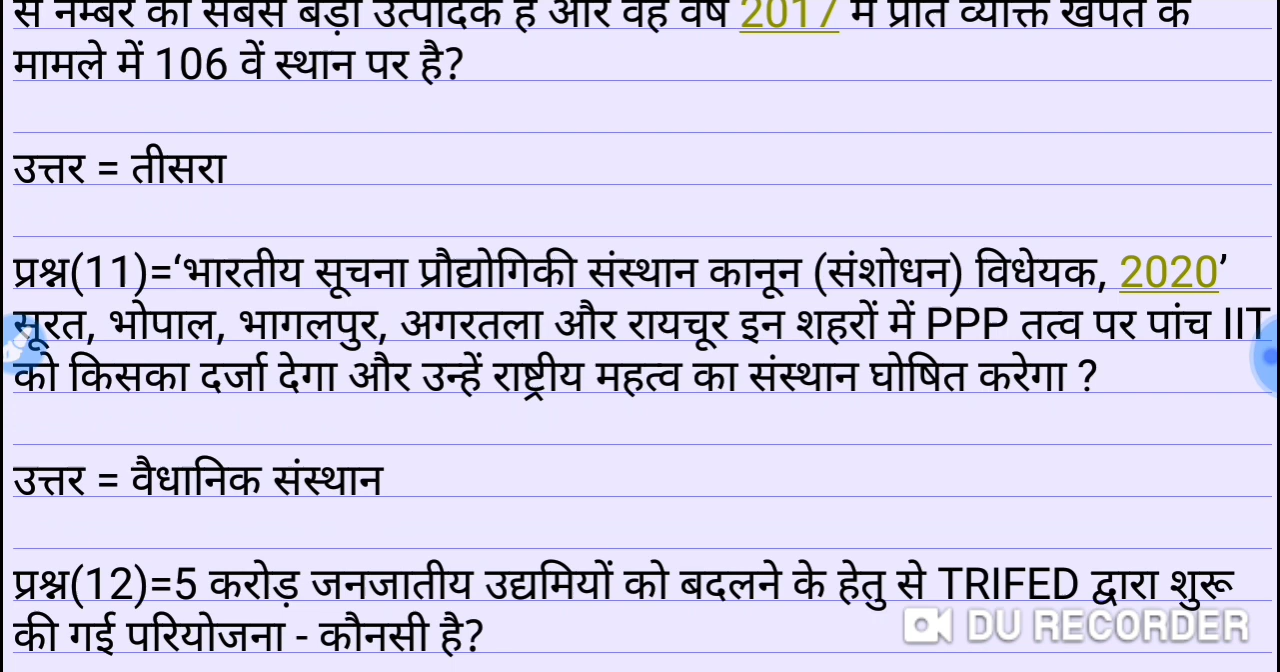 से नम्बर का सबसे बड़ा उत्पादक है और वह वर्ष 2017 में प्रति व्यक्ति खपत के
मामले में 106 वें स्थान पर है?
उत्तर = तीसरा
प्रश्न(11)=‘भारतीय सूचना प्रौद्योगिकी संस्थान कानून (संशोधन) विधेयक, 2020’
सूरत, भोपाल, भागलपुर, अगरतला और रायचूर इन शहरों में PPP तत्व पर पांच IIT
को किसका दर्जा देगा और उन्हें राष्ट्रीय महत्व का संस्थान घोषित करेगा ?
उत्तर = वैधानिक संस्थान
प्रश्न(12)=5 करोड़ जनजातीय उद्यमियों को बदलने के हेतु से TRIFED द्वारा शुरू
की गई परियोजना - कौनसी है?
DU RECORDER